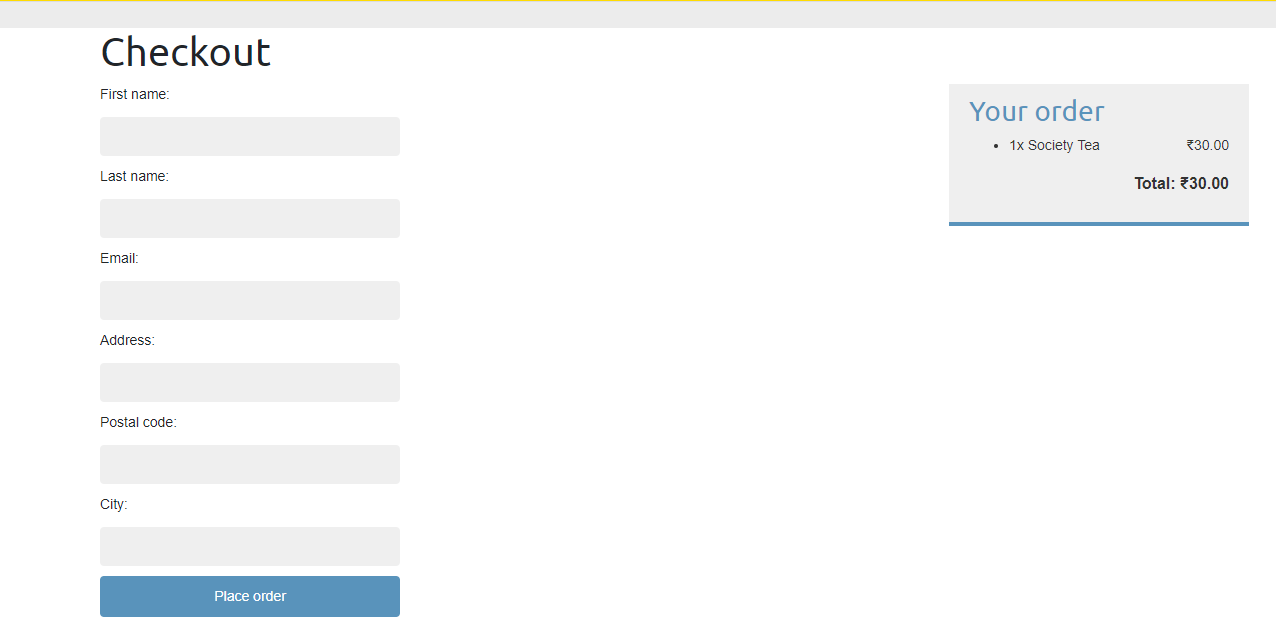 Checkout
First name:
Last name:
Email:
Address:
Postal code:
City:
Place order
Your order
1x Society Tea ₹30.00
Total: ₹30.00